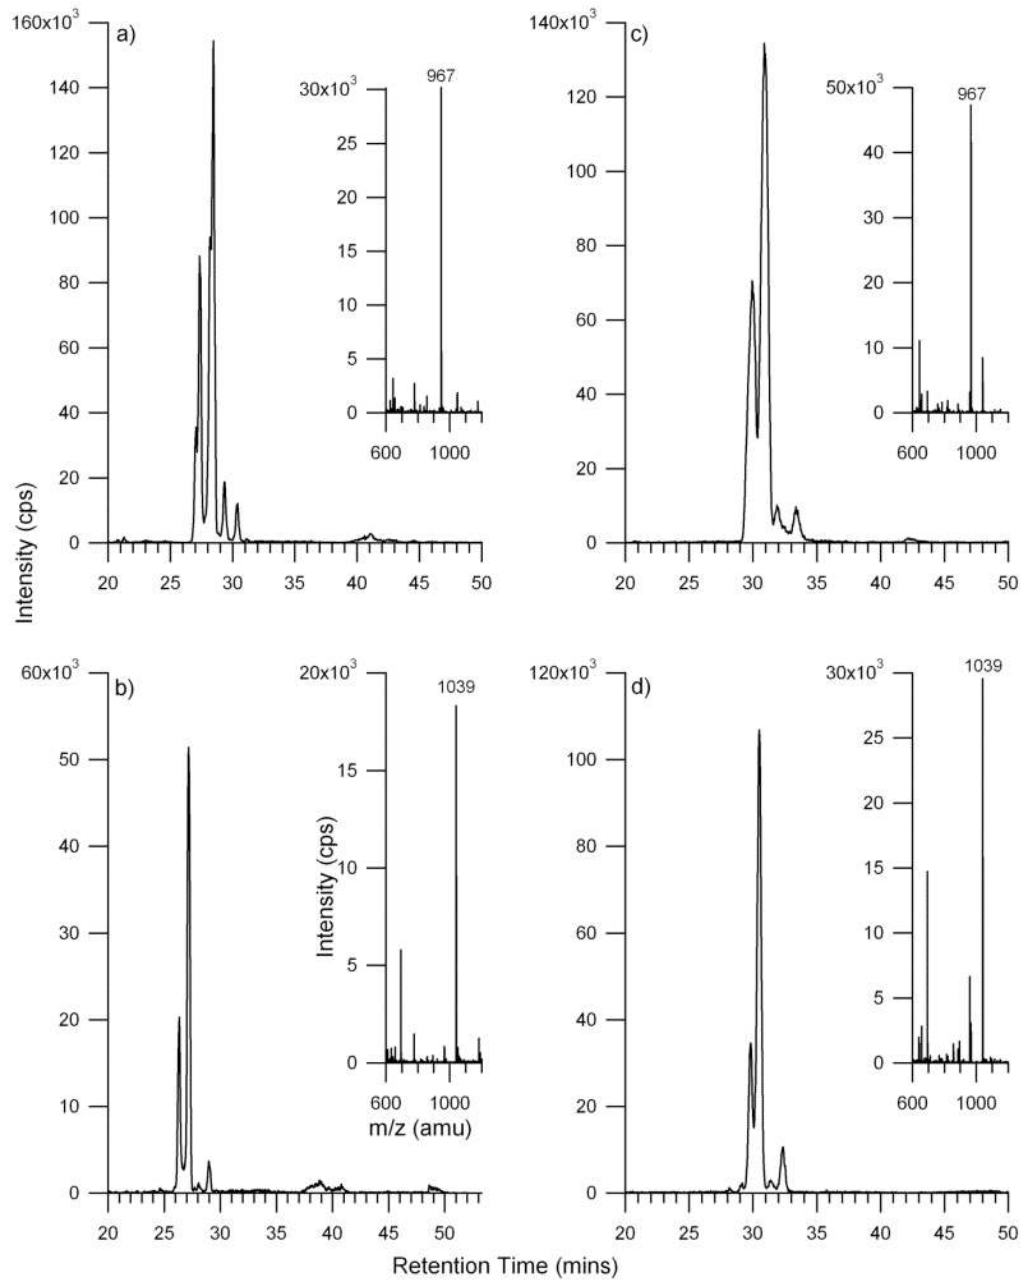 160x10³
a)
140
120
100
80
60
40
20
0
20 25 30 35 40 45 50
30x10³
967
25
20
15
10
5
0
600 1000
140x10³
c)
120
100
80
60
40
20
0
20 25 30 35 40 45 50
50x10³
967
40
30
20
10
0
600 1000
Intensity (cps)
60x10³
b)
50
40
30
20
10
0
20 25 30 35 40 45 50
20x10³
1039
15
10
5
0
Intensity (cps)
600 1000
m/z (amu)
120x10³
d)
100
80
60
40
20
0
20 25 30 35 40 45 50
30x10³
1039
25
20
15
10
5
0
600 1000
Retention Time (mins)